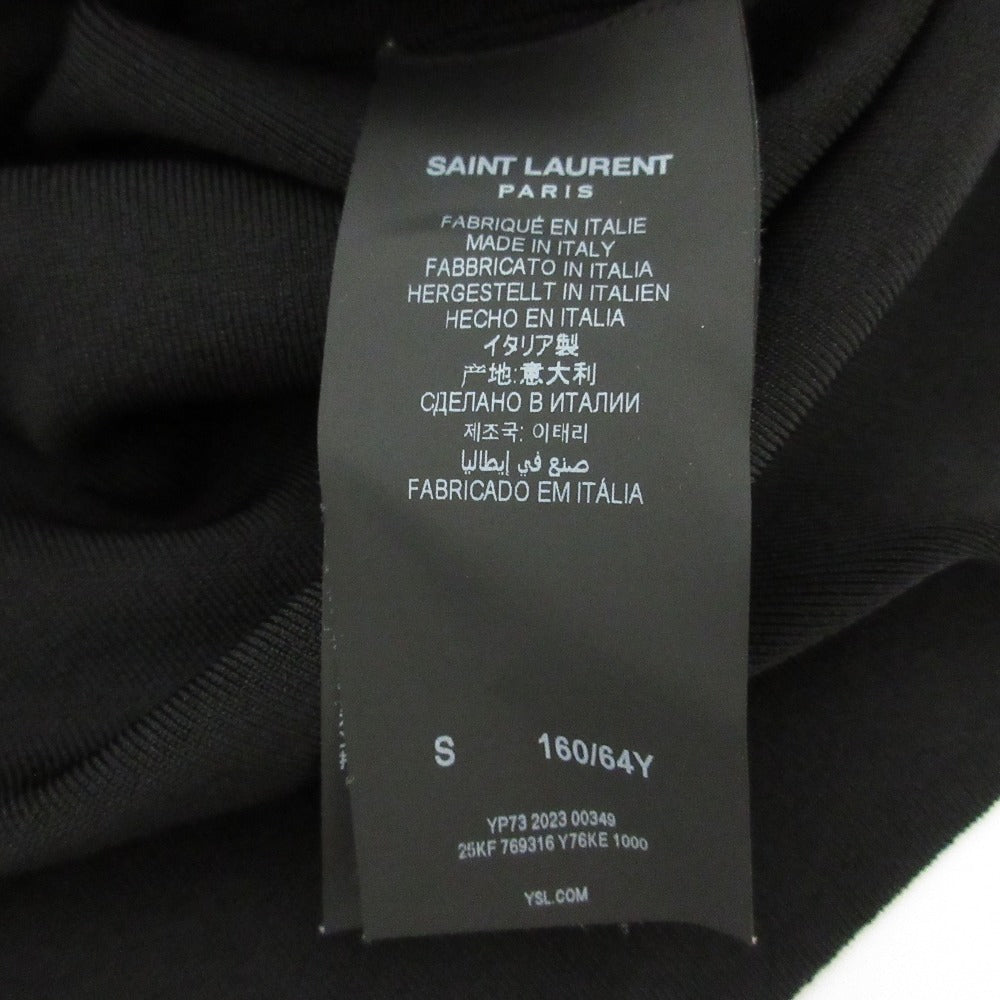 SAINT LAURENT
PARIS
FABRIQUÉ EN ITALIE
MADE IN ITALY
FABBRICATO IN ITALIA
HERGESTELLT IN ITALIEN
HECHO EN ITALIA
イタリア製
产地:意大利
СДЕЛАНО В ИТАЛИИ
제조국: 이태리
صنع في إيطاليا
FABRICADO EM ITÁLIA
S 160/64Y
YP73 2023 00349
25KF 769316 Y76KE 1000
YSL.COM